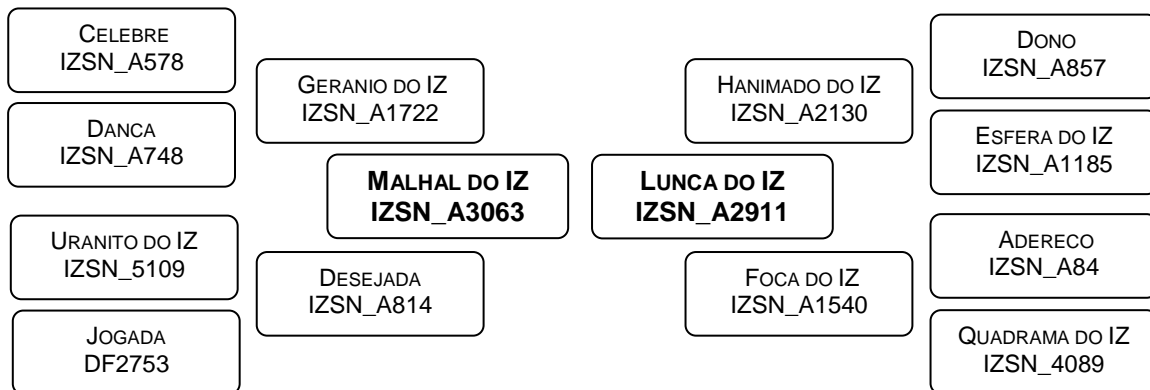 CELEBRE
IZSN_A578
DANCA
IZSN_A748
URANITO DO IZ
IZSN_5109
JOGADA
DF2753
GERANIO DO IZ
IZSN_A1722
DESEJADA
IZSN_A814
MALHAL DO IZ
IZSN_A3063
LUNCA DO IZ
IZSN_A2911
HANIMADO DO IZ
IZSN_A2130
FOCA DO IZ
IZSN_A1540
DONO
IZSN_A857
ESFERA DO IZ
IZSN_A1185
ADERECO
IZSN_A84
QUADRAMA DO IZ
IZSN_4089